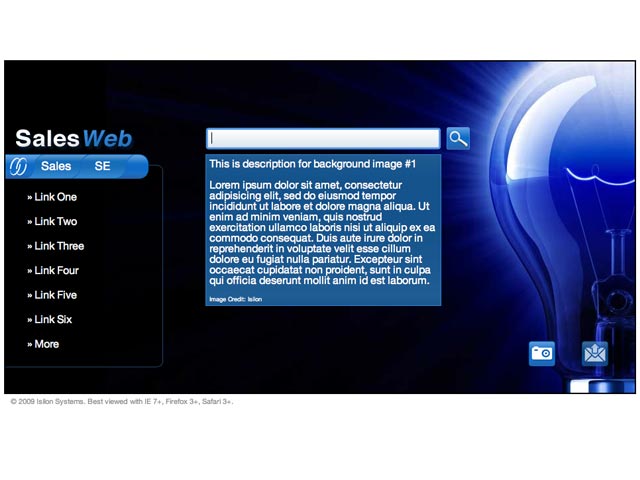 SalesWeb
Sales SE
» Link One
» Link Two
» Link Three
» Link Four
» Link Five
» Link Six
» More
This is description for background image #1
Lorem ipsum dolor sit amet, consectetur
adipisicing elit, sed do eiusmod tempor
incididunt ut labore et dolore magna aliqua. Ut
enim ad minim veniam, quis nostrud
exercitation ullamco laboris nisi ut aliquip ex ea
commodo consequat. Duis aute irure dolor in
reprehenderit in voluptate velit esse cillum
dolore eu fugiat nulla pariatur. Excepteur sint
occaecat cupidatat non proident, sunt in culpa
qui officia deserunt mollit anim id est laborum.
Image Credit: Isilon
© 2009 Isilon Systems. Best viewed with IE 7+, Firefox 3+, Safari 3+.